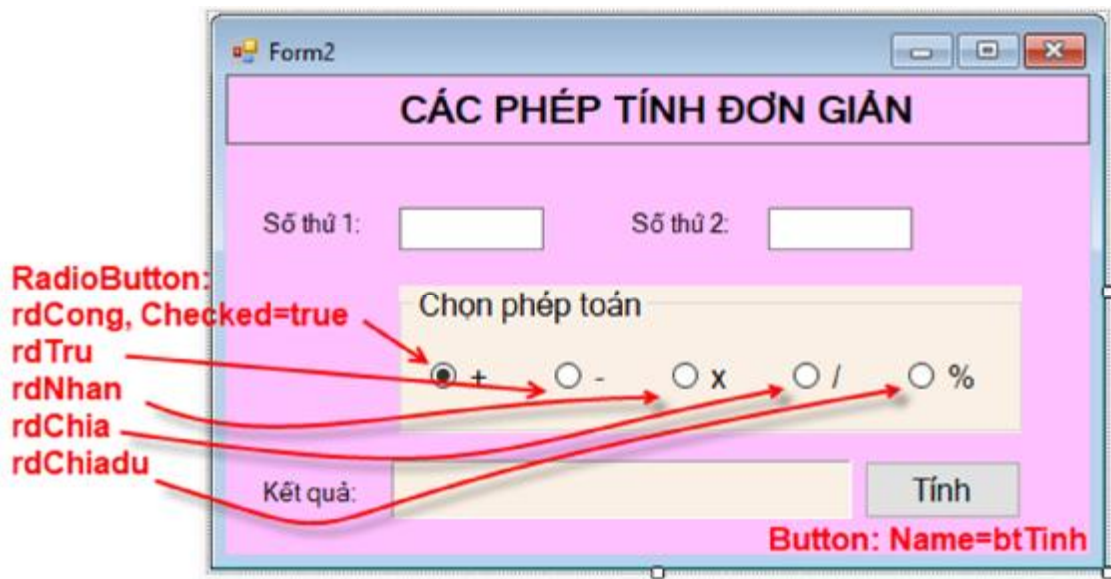 Form2
CÁC PHÉP TÍNH ĐƠN GIẢN
Số thứ 1: Số thứ 2:
RadioButton:
rdCong, Checked=true
rdTru
rdNhan
rdChia
rdChiadu
Chọn phép toán
+ - x / %
Kết quả: Tính
Button: Name=btTinh